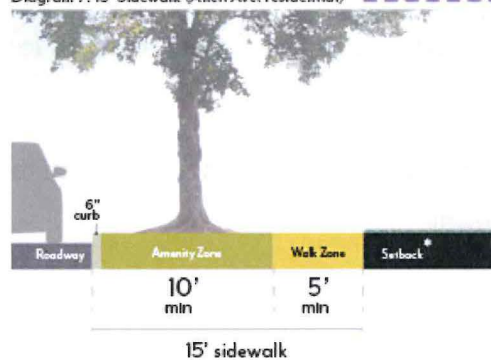 6"
curb
Roadway
Amenity Zone
Walk Zone
Setback*
10'
min
5'
min
15' sidewalk